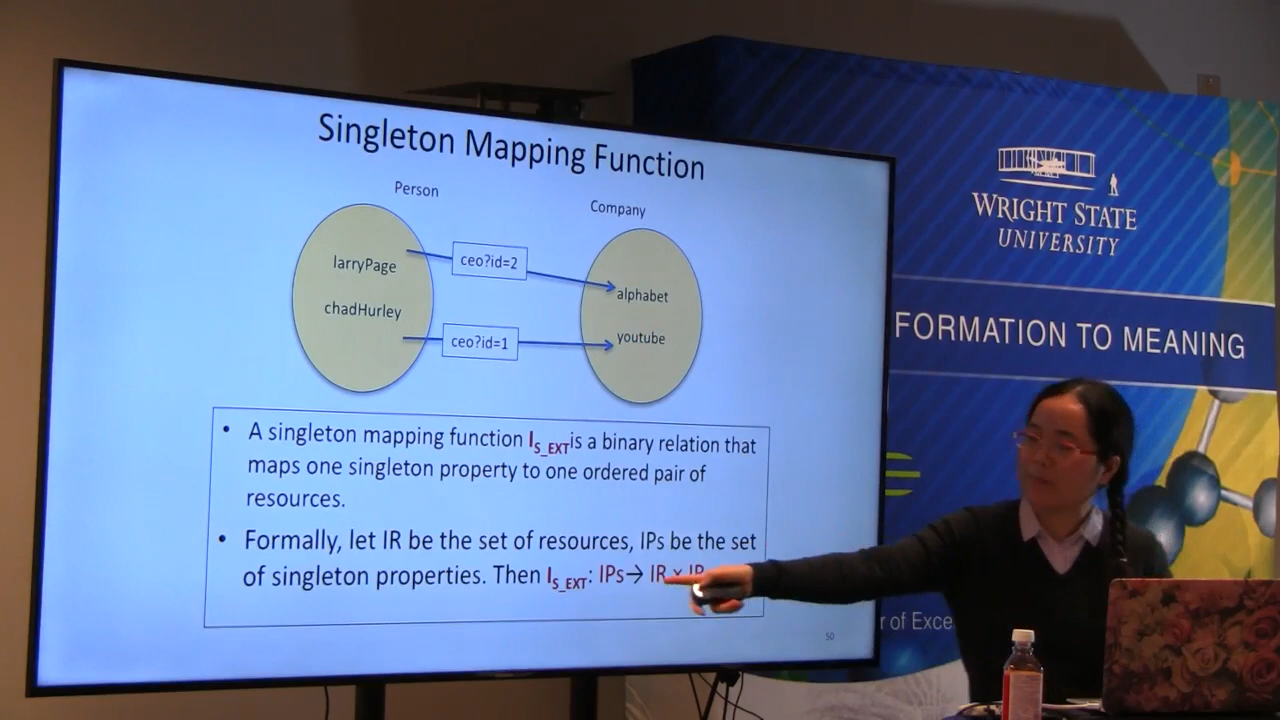 Singleton Mapping Function
Person
Company
larryPage
ceo?id=2
alphabet
chadHurley
ceo?id=1
youtube
• A singleton mapping function I_S_EXT is a binary relation that
maps one singleton property to one ordered pair of
resources.
• Formally, let IR be the set of resources, IPs be the set
of singleton properties. Then I_S_EXT: IPs→ IR x IR
50
WRIGHT STATE
UNIVERSITY
FORMATION TO MEANING
r of Exce